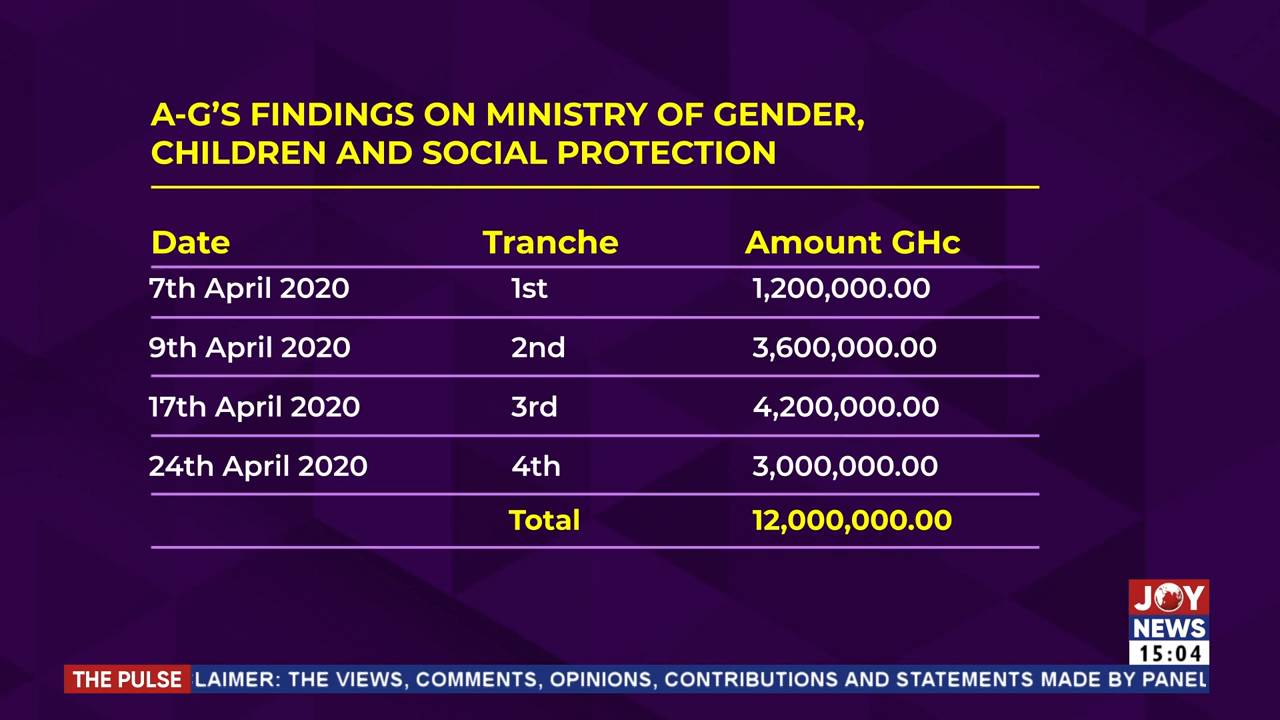 A-G'S FINDINGS ON MINISTRY OF GENDER,
CHILDREN AND SOCIAL PROTECTION
Date Tranche Amount GHc
7th April 2020 1st 1,200,000.00
9th April 2020 2nd 3,600,000.00
17th April 2020 3rd 4,200,000.00
24th April 2020 4th 3,000,000.00
Total 12,000,000.00
JOY
NEWS
15:04
THE PULSE LAIMER: THE VIEWS, COMMENTS, OPINIONS, CONTRIBUTIONS AND STATEMENTS MADE BY PANEL